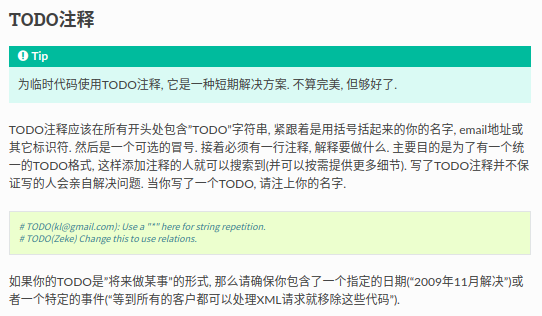 TODO注释
Tip
为临时代码使用TODO注释, 它是一种短期解决方案. 不算完美, 但够好了.
TODO注释应该在所有开头处包含”TODO”字符串, 紧跟着是用括号括起来的你的名字, email地址或
其它标识符. 然后是一个可选的冒号. 接着必须有一行注释, 解释要做什么. 主要目的是为了有一个统
一的TODO格式, 这样添加注释的人就可以搜索到(并可以按需提供更多细节). 写了TODO注释并不保
证写的人会亲自解决问题. 当你写了一个TODO, 请注上你的名字.
# TODO(kl@gmail.com): Use a "*" here for string repetition.
# TODO(Zeke) Change this to use relations.
如果你的TODO是”将来做某事”的形式, 那么请确保你包含了一个指定的日期(“2009年11月解决”)或
者一个特定的事件(“等到所有的客户都可以处理XML请求就移除这些代码”).